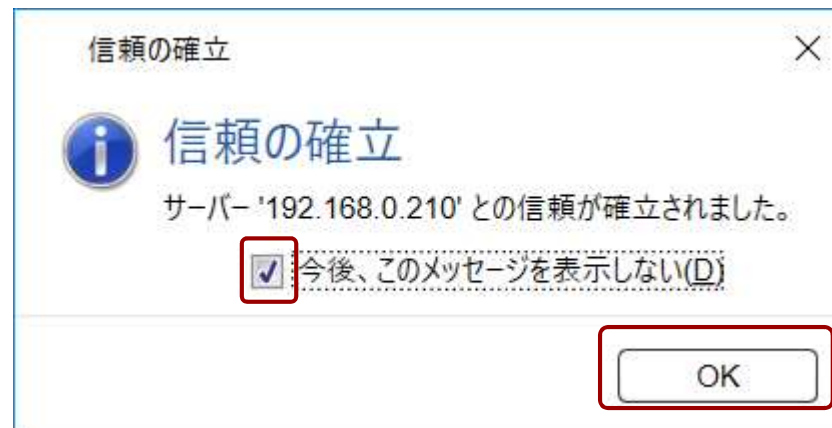 信頼の確立
信頼の確立
サーバー '192.168.0.210' との信頼が確立されました。
今後、このメッセージを表示しない(D)
OK